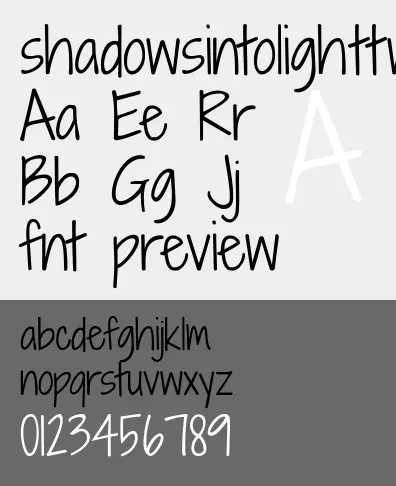 shadowsintolighttw
Aa Ee Rr
A
Bb Gg Jj
fnt preview
abcdefghijklm
nopqrstuvwxyz
0123456789